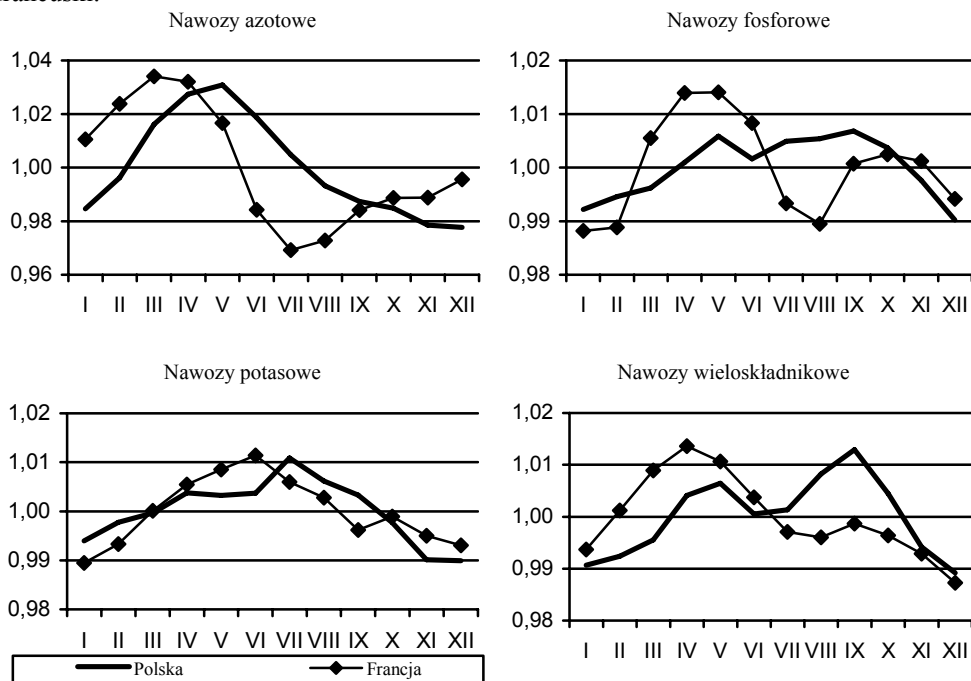 Nawozy azotowe
1,04
1,02
1,00
0,98
0,96
I II III IV V VI VII VIII IX X XI XII
Nawozy fosforowe
1,02
1,01
1,00
0,99
0,98
I II III IV V VI VII VIII IX X XI XII
Nawozy potasowe
1,02
1,01
1,00
0,99
0,98
I II III IV V VI VII VIII IX X XI XII
Nawozy wieloskładnikowe
1,02
1,01
1,00
0,99
0,98
I II III IV V VI VII VIII IX X XI XII
Polska Francja